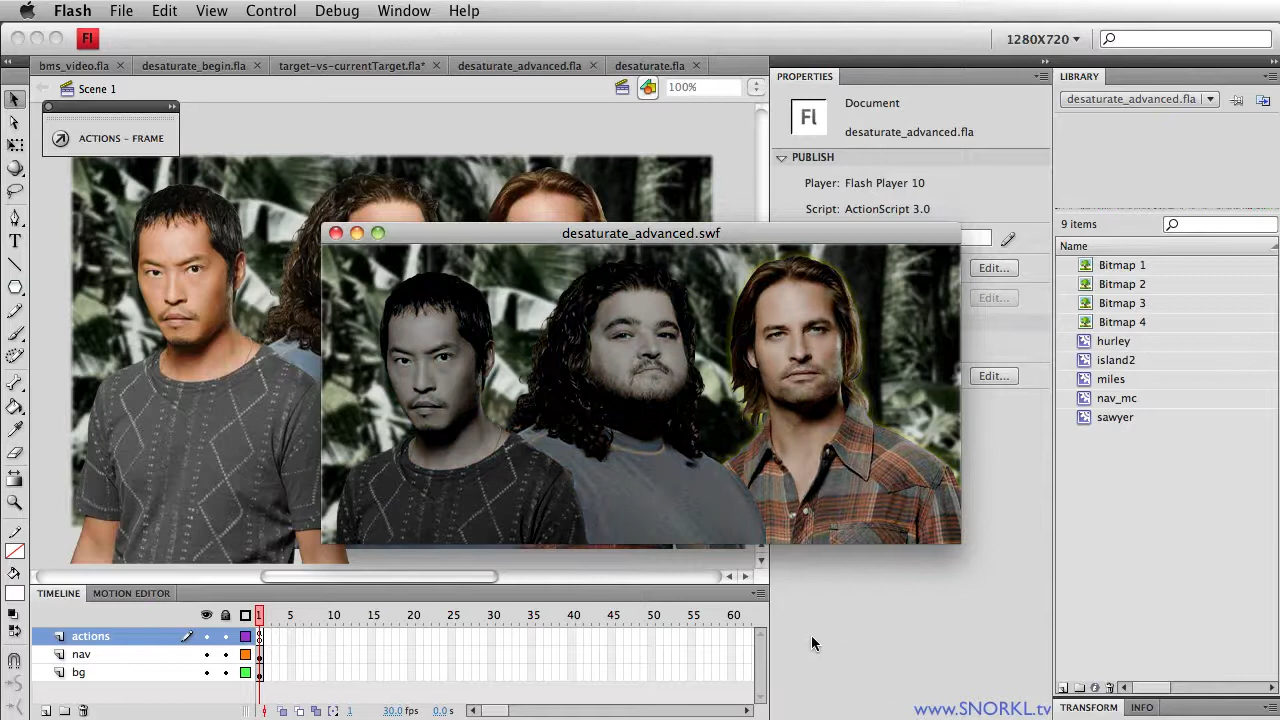 Flash File Edit View Control Debug Window Help
Fl 1280X720
bms_video.fla desaturate_begin.fla target-vs-currentTarget.fla* desaturate_advanced.fla desaturate.fla
Scene 1 100%
ACTIONS – FRAME
PROPERTIES
Fl Document
desaturate_advanced.fla
PUBLISH
Player: Flash Player 10
Script: ActionScript 3.0
Edit...
Edit...
Edit...
LIBRARY
desaturate_advanced.fla
9 items
Name
Bitmap 1
Bitmap 2
Bitmap 3
Bitmap 4
hurley
island2
miles
nav_mc
sawyer
desaturate_advanced.swf
TIMELINE MOTION EDITOR
1 5 10 15 20 25 30 35 40 45 50 55 60
actions
nav
bg
1 30.0 fps 0.0 s
www.SNORKL.tv
TRANSFORM INFO